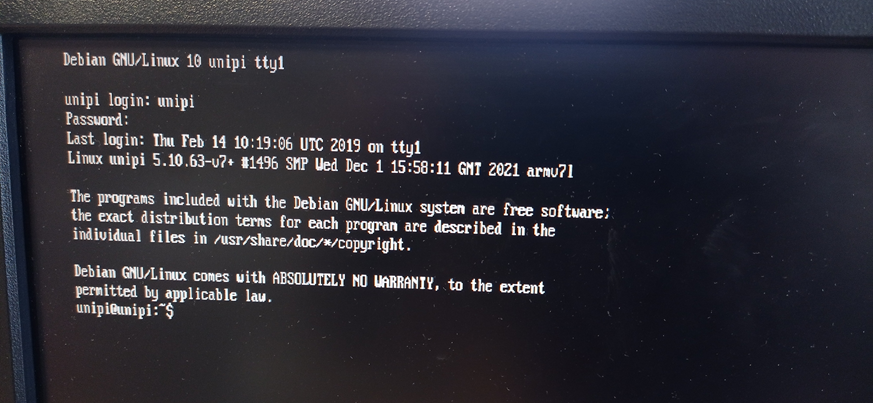 Debian GNU/Linux 10 unipi tty1
unipi login: unipi
Password:
Last login: Thu Feb 14 10:19:06 UTC 2019 on tty1
Linux unipi 5.10.63-v7+ #1496 SMP Wed Dec 1 15:58:11 GMT 2021 armv7l
The programs included with the Debian GNU/Linux system are free software;
the exact distribution terms for each program are described in the
individual files in /usr/share/doc/*/copyright.
Debian GNU/Linux comes with ABSOLUTELY NO WARRANTY, to the extent
permitted by applicable law.
unipi@unipi:~$